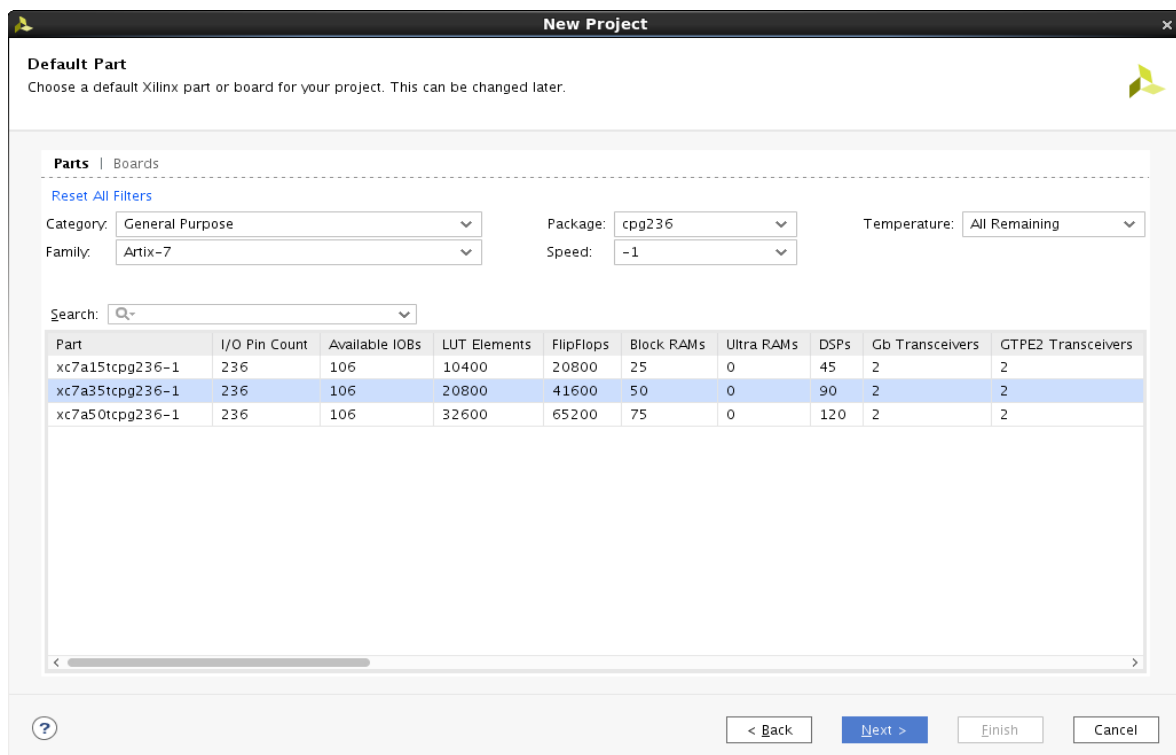 New Project
Default Part
Choose a default Xilinx part or board for your project. This can be changed later.
Parts | Boards
Reset All Filters
Category: General Purpose Package: cpg236 Temperature: All Remaining
Family: Artix-7 Speed: -1
Search:
Part I/O Pin Count Available IOBs LUT Elements FlipFlops Block RAMs Ultra RAMs DSPs Gb Transceivers GTPE2 Transceivers
xc7a15tcpg236-1 236 106 10400 20800 25 0 45 2 2
xc7a35tcpg236-1 236 106 20800 41600 50 0 90 2 2
xc7a50tcpg236-1 236 106 32600 65200 75 0 120 2 2
? < Back Next > Finish Cancel